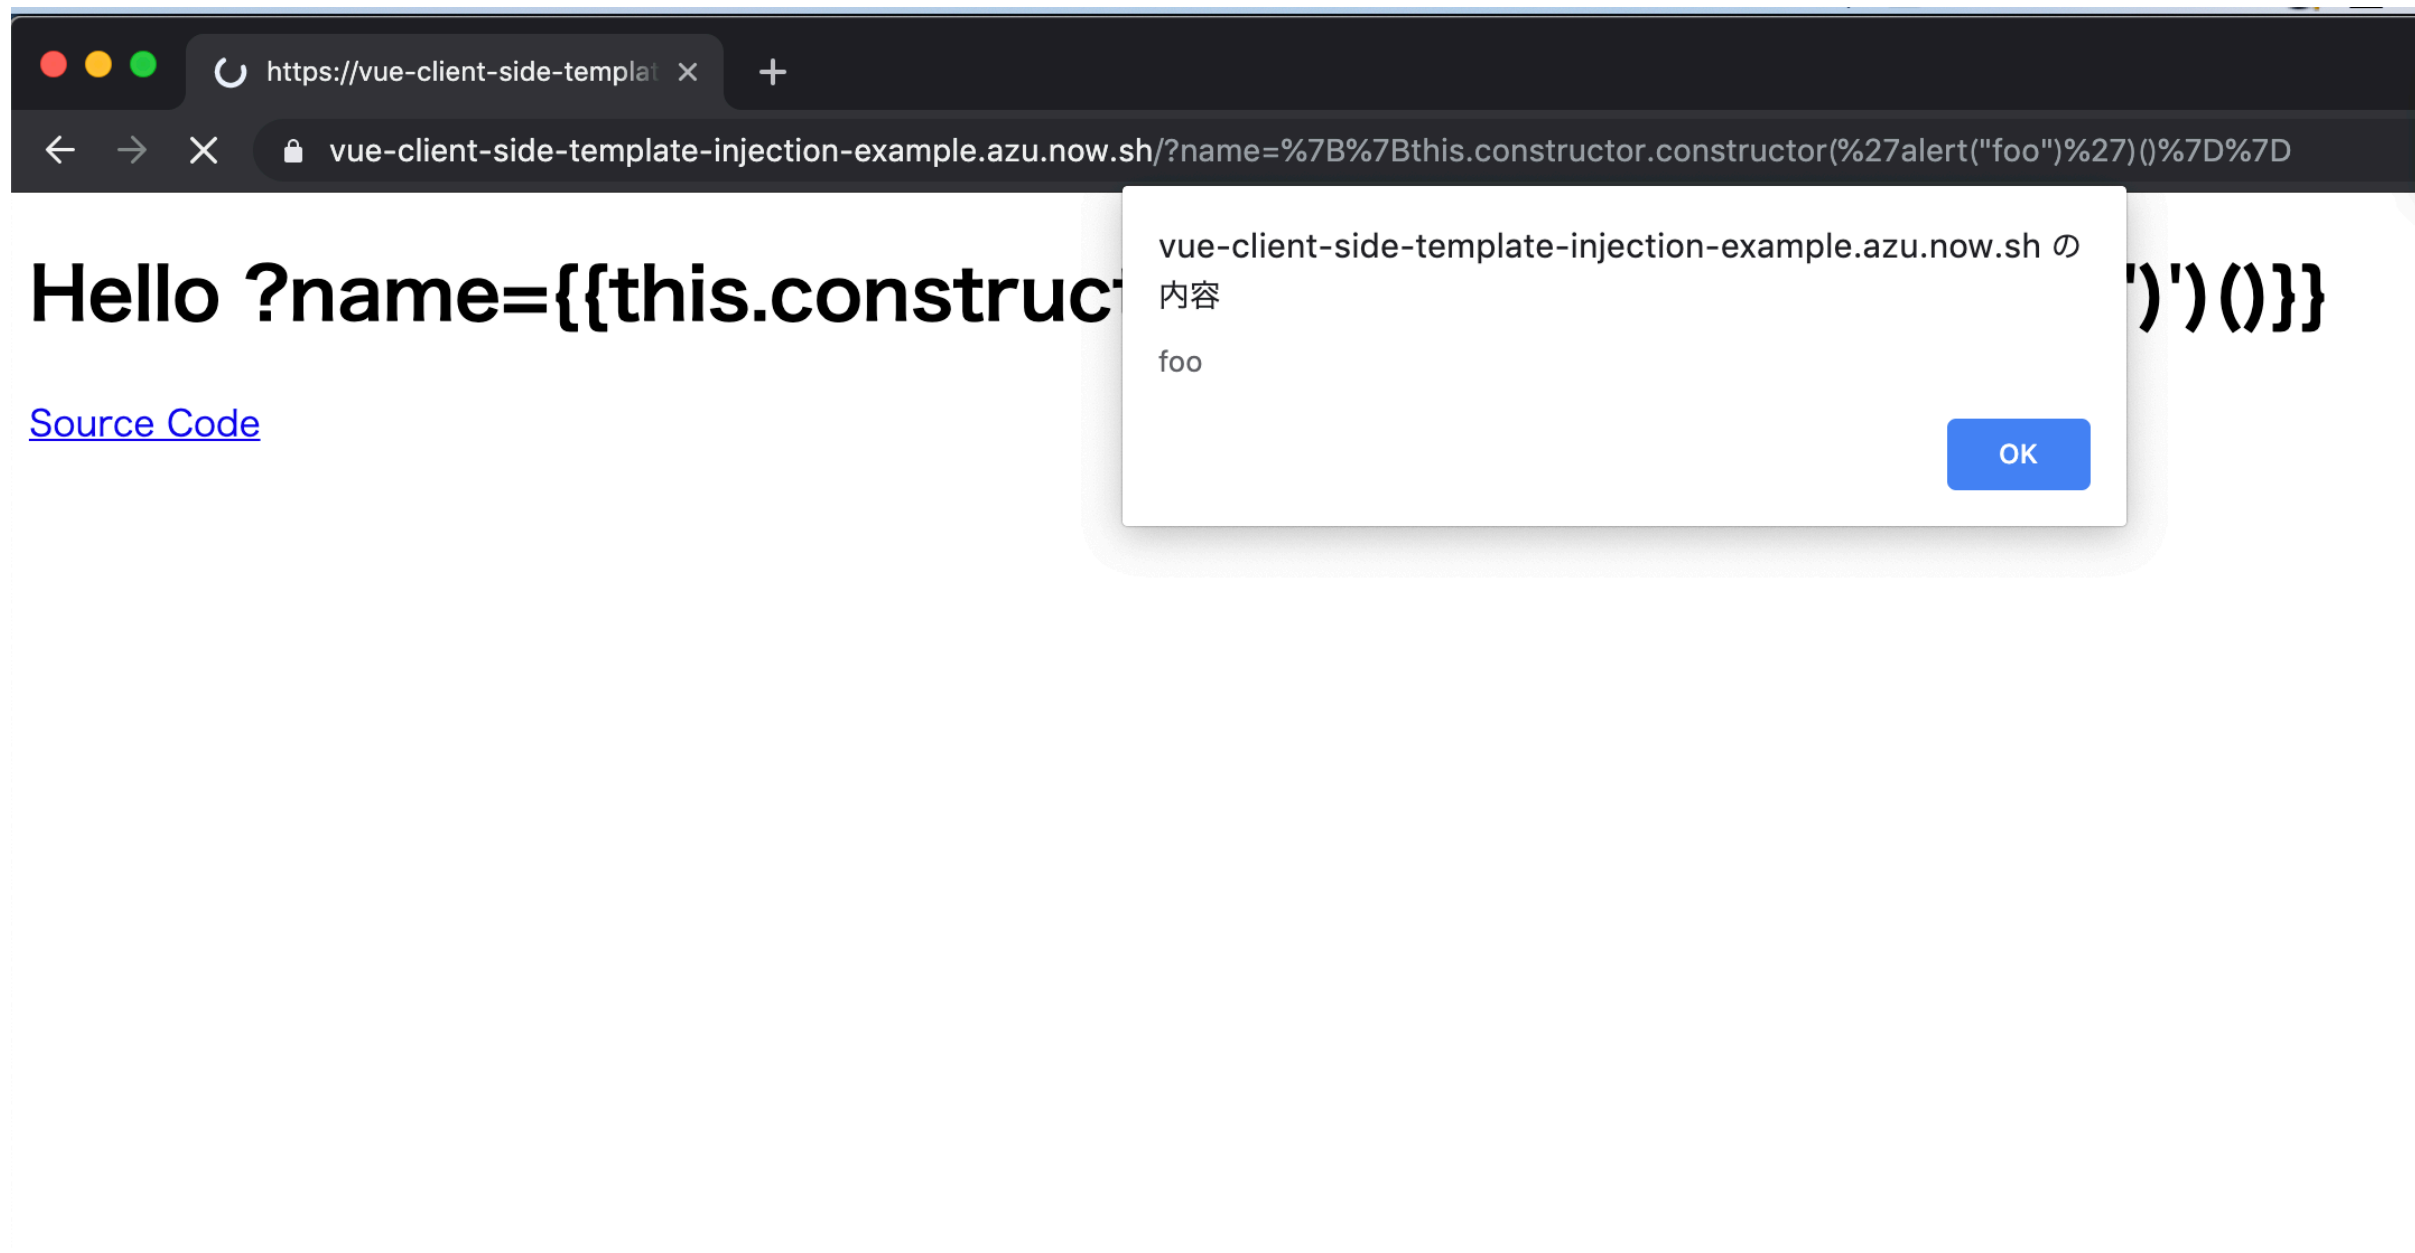 https://vue-client-side-templat
vue-client-side-template-injection-example.azu.now.sh/?name=%7B%7Bthis.constructor.constructor(%27alert("foo")%27)()%7D%7D
vue-client-side-template-injection-example.azu.now.sh の
内容
foo
OK
Hello ?name={{this.construct ')')()}}
Source Code